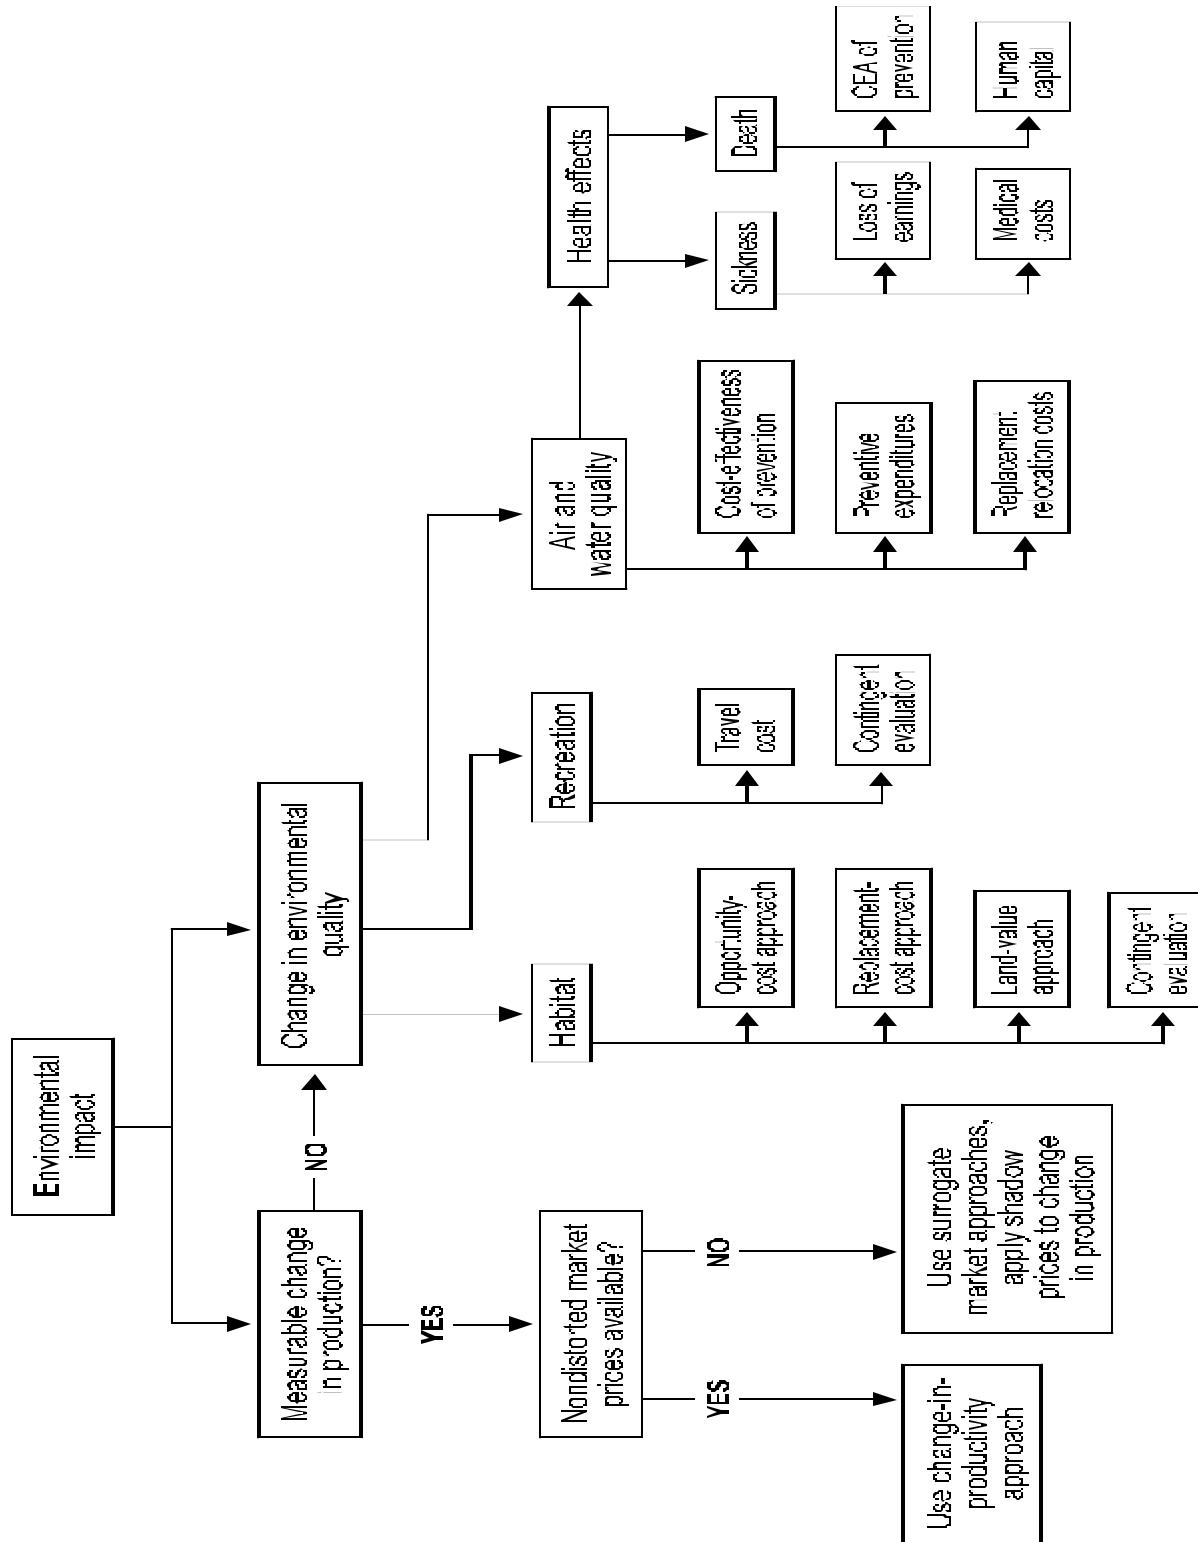 Environmental
impact
Measurable change
in production?
NO
Change in environmental
quality
YES
Nondistorted market
prices available?
YES
NO
Use change-in-
productivity
approach
Use surrogate
market approaches,
apply shadow
prices to change
in production
Habitat
Opportunity-
cost approach
Replacement-
cost approach
Land-value
approach
Contingent
evaluation
Recreation
Travel
cost
Contingent
evaluation
Air and
water quality
Cost-effectiveness
of prevention
Preventive
expenditures
Replacement
relocation costs
Health effects
Sickness
Loss of
earnings
Medical
costs
Death
CEA of
prevention
Human
capital